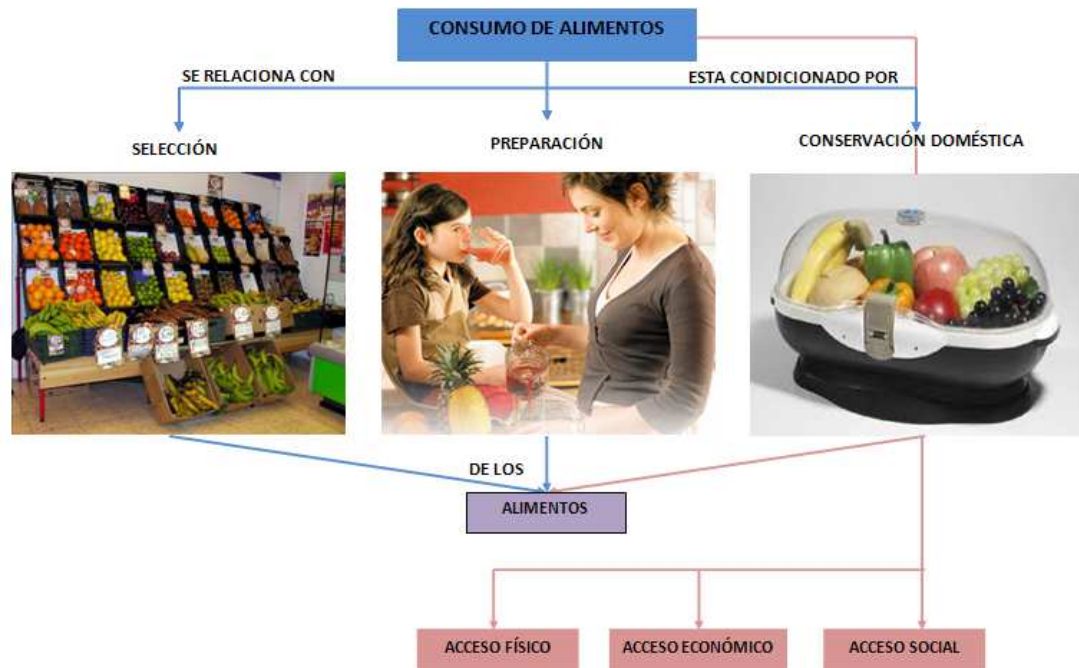 CONSUMO DE ALIMENTOS
SE RELACIONA CON
ESTA CONDICIONADO POR
SELECCIÓN
PREPARACIÓN
CONSERVACIÓN DOMÉSTICA
DE LOS
ALIMENTOS
ACCESO FÍSICO
ACCESO ECONÓMICO
ACCESO SOCIAL